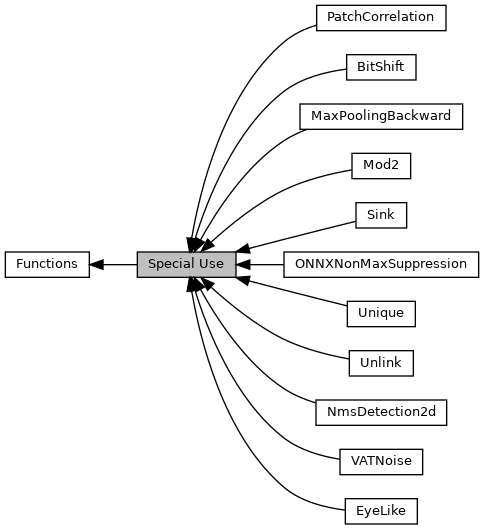 PatchCorrelation
BitShift
MaxPoolingBackward
Mod2
Sink
Functions
Special Use
ONNXNonMaxSuppression
Unique
Unlink
NmsDetection2d
VATNoise
EyeLike